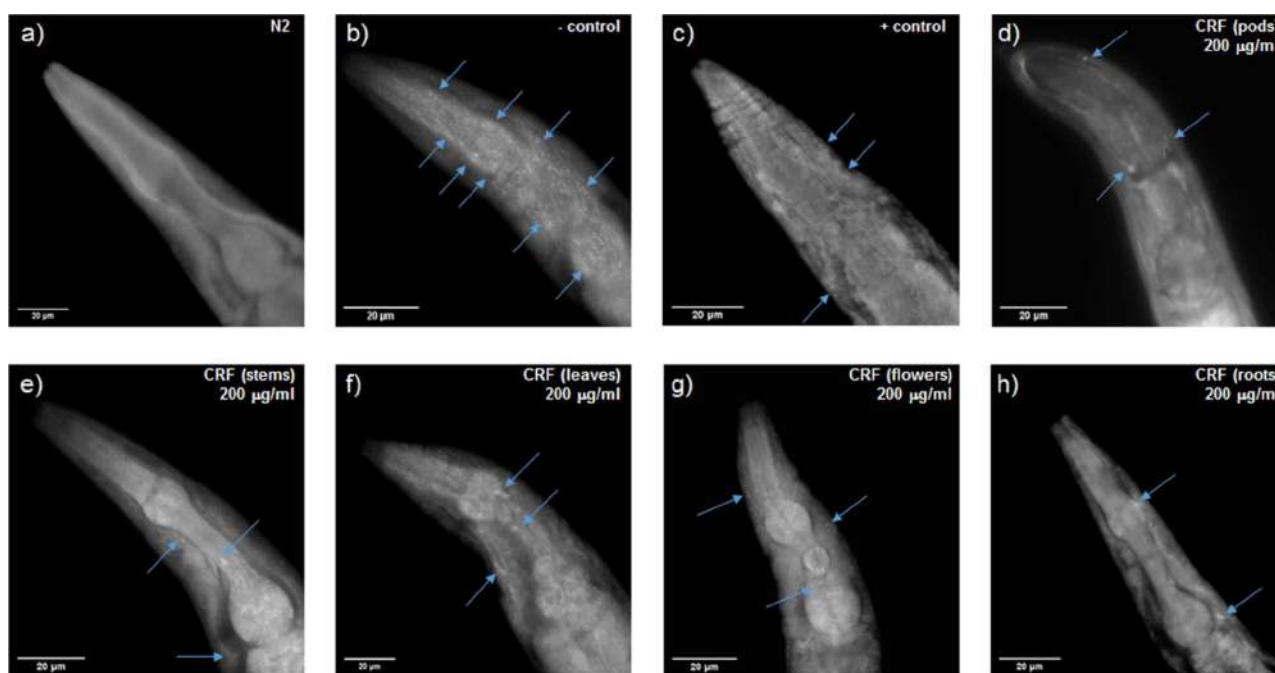 a)
N2
20 µm
b)
- control
20 µm
c)
+ control
20 µm
d)
CRF (pods
200 µg/m
20 µm
e)
CRF (stems)
200 µg/ml
20 µm
f)
CRF (leaves)
200 µg/ml
20 µm
g)
CRF (flowers)
200 µg/ml
20 µm
h)
CRF (roots
200 µg/m
20 µm